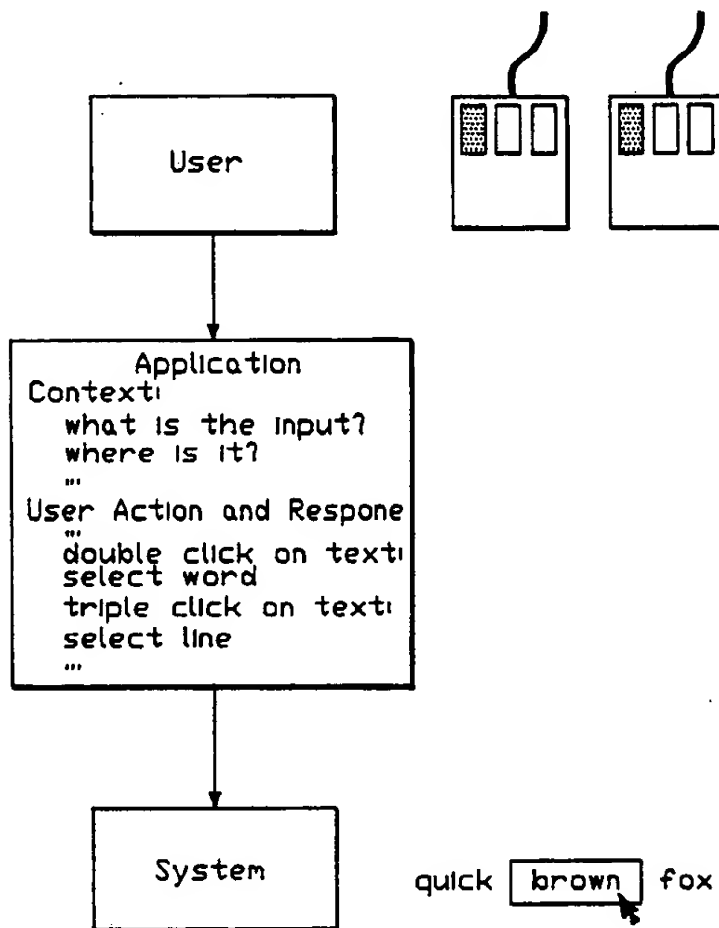 User
Application
Context:
what is the input?
where is it?
...
User Action and Respone
...
double click on text:
select word
triple click on text:
select line
...
System
quick brown fox